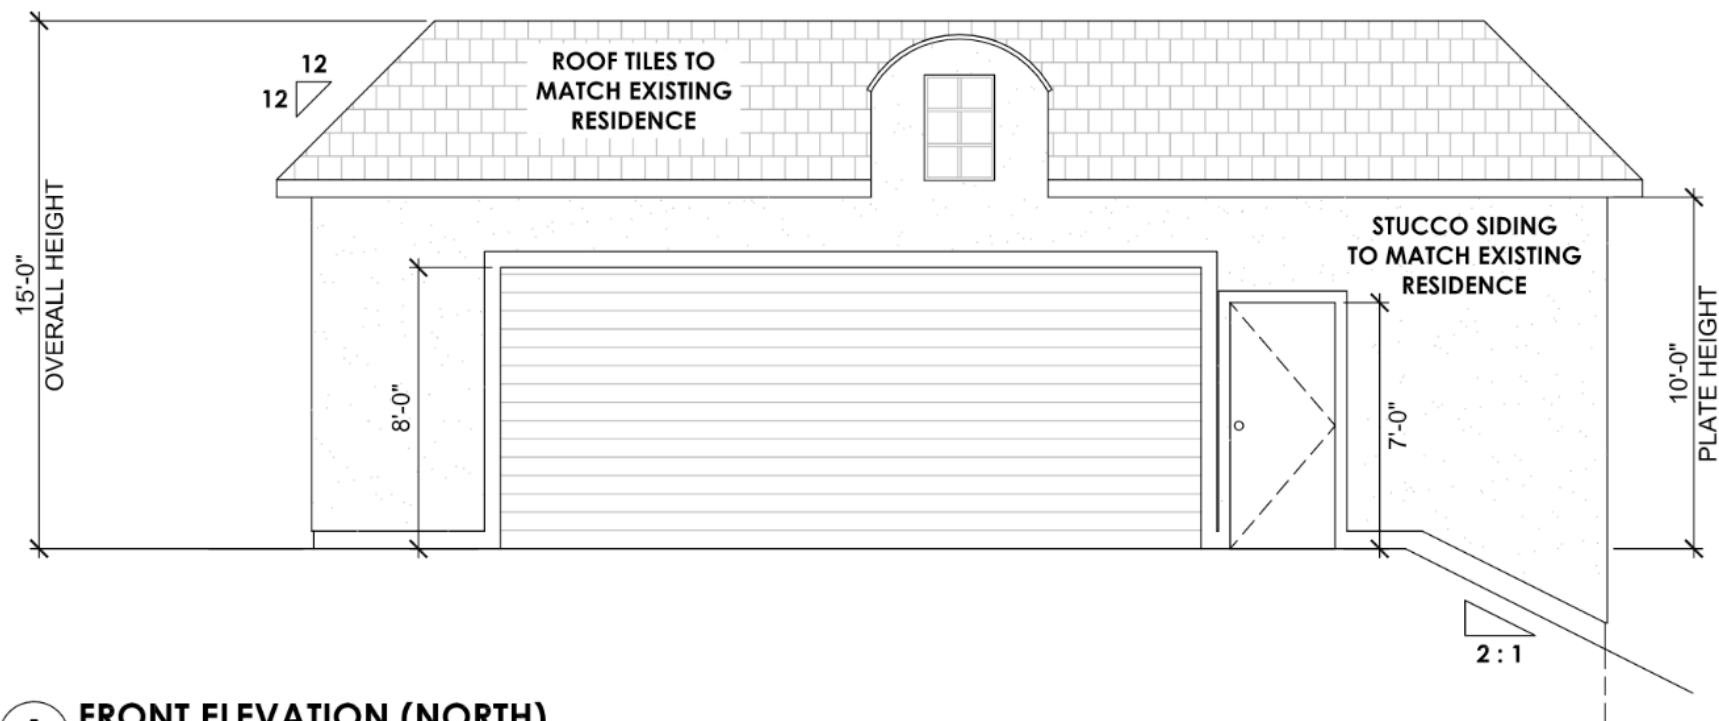 12
12
ROOF TILES TO
MATCH EXISTING
RESIDENCE
STUCCO SIDING
TO MATCH EXISTING
RESIDENCE
15'-0"
OVERALL HEIGHT
8'-0"
7'-0"
10'-0"
PLATE HEIGHT
2 : 1
FRONT ELEVATION (NORTH)